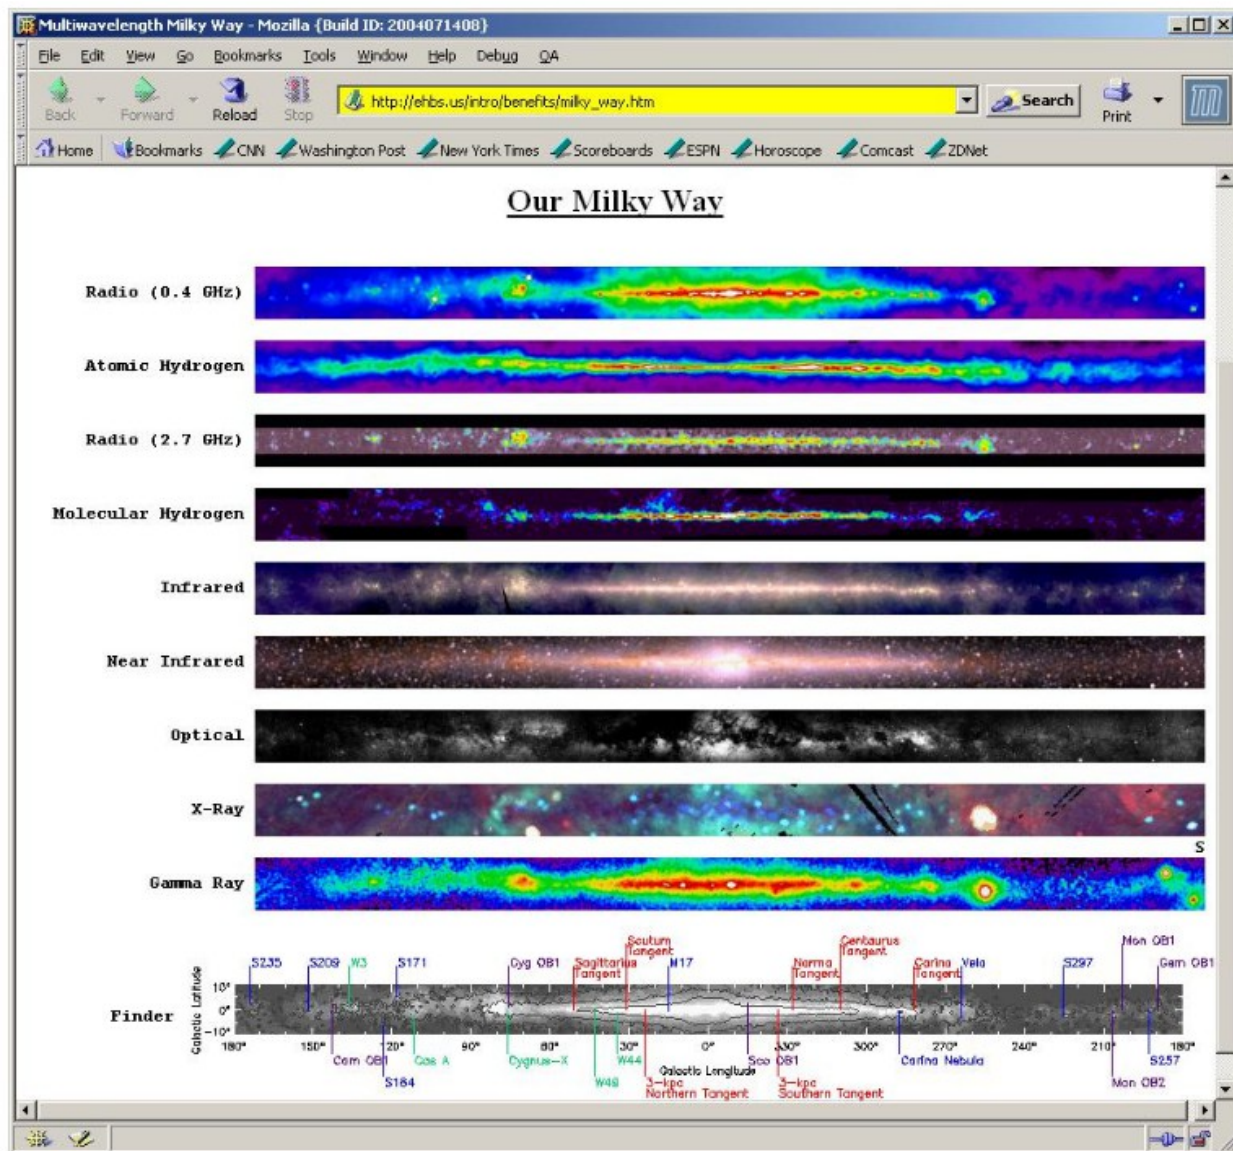 Multiwavelength Milky Way - Mozilla {Build ID: 2004071408}
File Edit View Go Bookmarks Tools Window Help Debug QA
Back Forward Reload Stop http://ehbs.us/intro/benefits/milky_way.htm Search Print
Home Bookmarks CNN Washington Post New York Times Scoreboards ESPN Horoscope Comcast ZDNet
Our Milky Way
Radio (0.4 GHz)
Atomic Hydrogen
Radio (2.7 GHz)
Molecular Hydrogen
Infrared
Near Infrared
Optical
X-Ray
S
Gamma Ray
Scutum Tangent Centaurus Tangent Mon OB1
S235 S209 W3 S171 Cyg OB1 Sagittarius Tangent M17 Norma Tangent Carina Tangent Vela S297 Gem OB1
Finder
Galactic Latitude
10°
0°
-10°
180° 150° 120° 90° 60° 30° 0° 330° 300° 270° 240° 210° 180°
Cam OB1 Cas A Cygnus-X W44 Sco OB1 Carina Nebula S257
Galactic Longitude
S184 W49 3-kpc Northern Tangent 3-kpc Southern Tangent Mon OB2